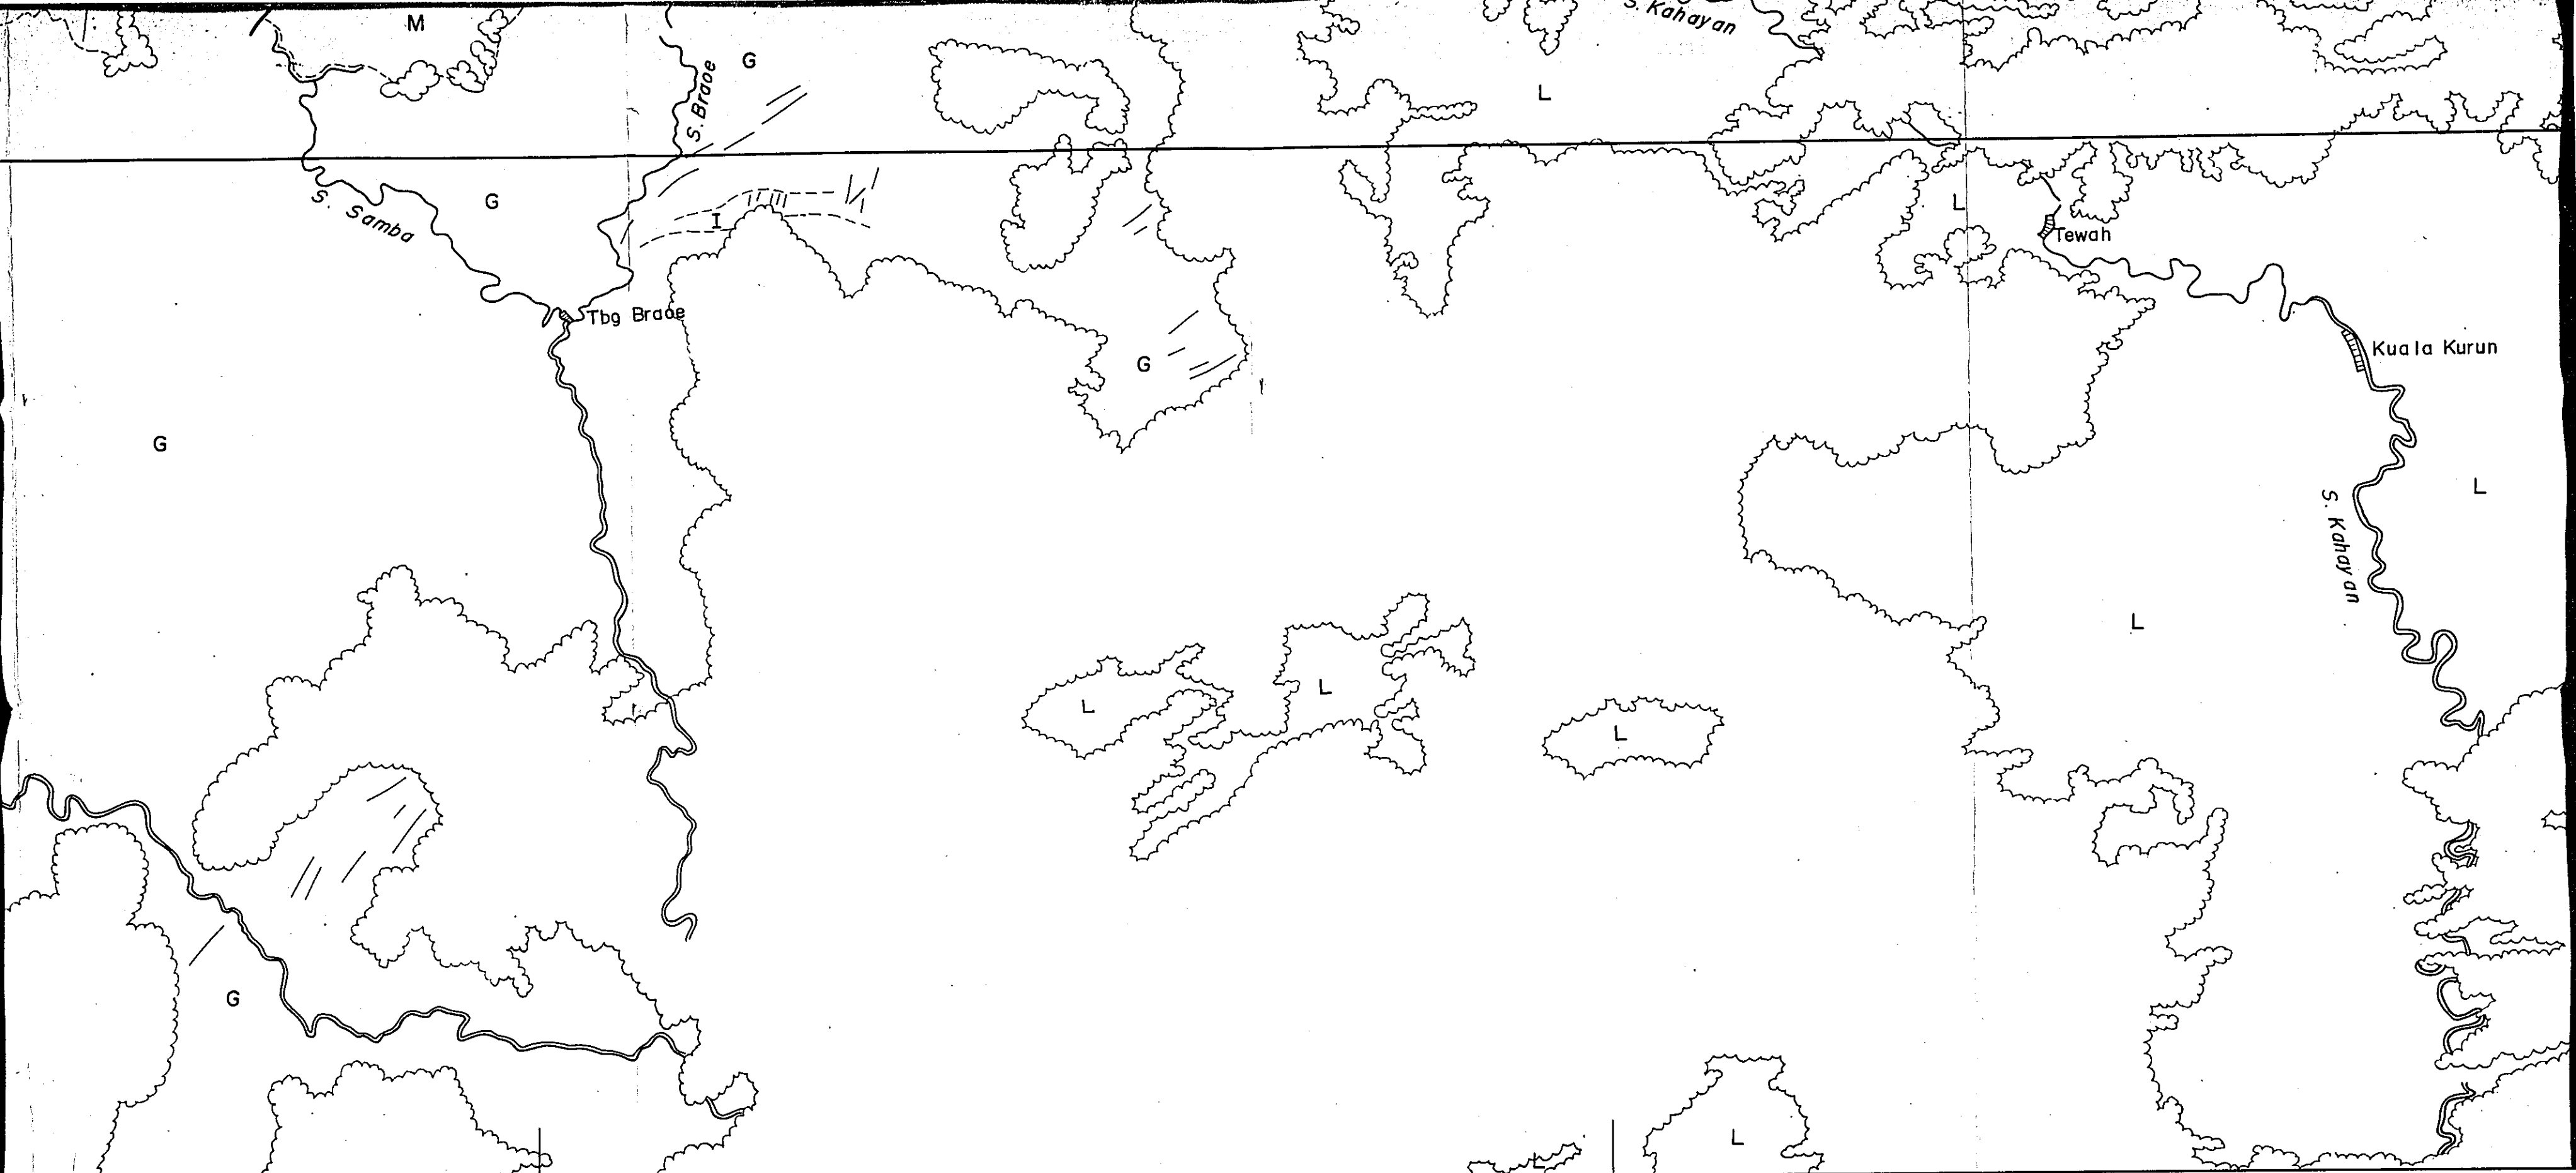 M
S. Kahayan
G
S. Braoe
L
G
S. Samba
I
L
Tewah
Tbg Braoe
Kuala Kurun
G
G
L
S. Kahayan
L
L
L
L
G
L
L